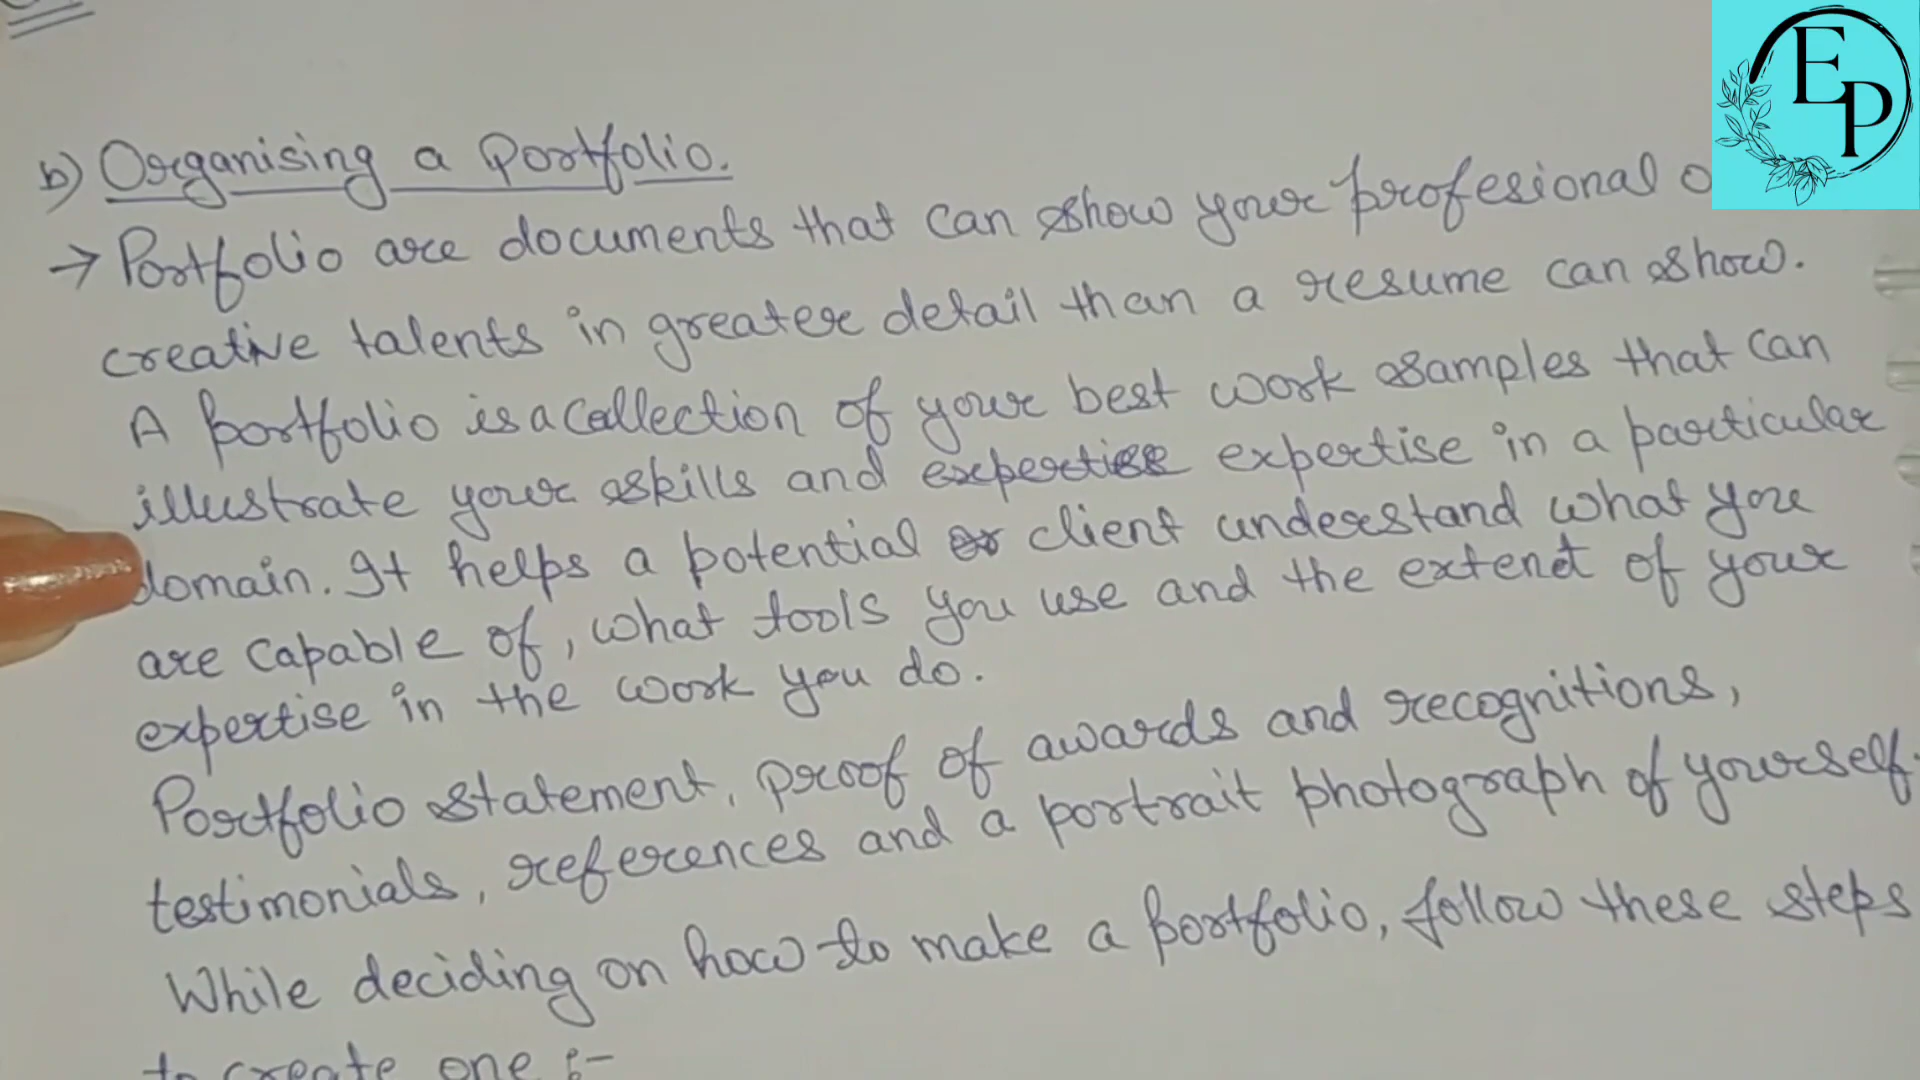 EP
b) Organising a Portfolio.
→ Portfolio are documents that can show your profesional
creative talents in greater detail than a resume can show.
A portfolio is a collection of your best work samples that can
illustrate your skills and expertise in a particular
domain. It helps a potential client understand what you
are capable of, what tools you use and the extent of your
expertise in the work you do.
Portfolio statement, proof of awards and recognitions,
testimonials, references and a portrait photograph of yourself.
While deciding on how to make a portfolio, follow these steps
to create one :-